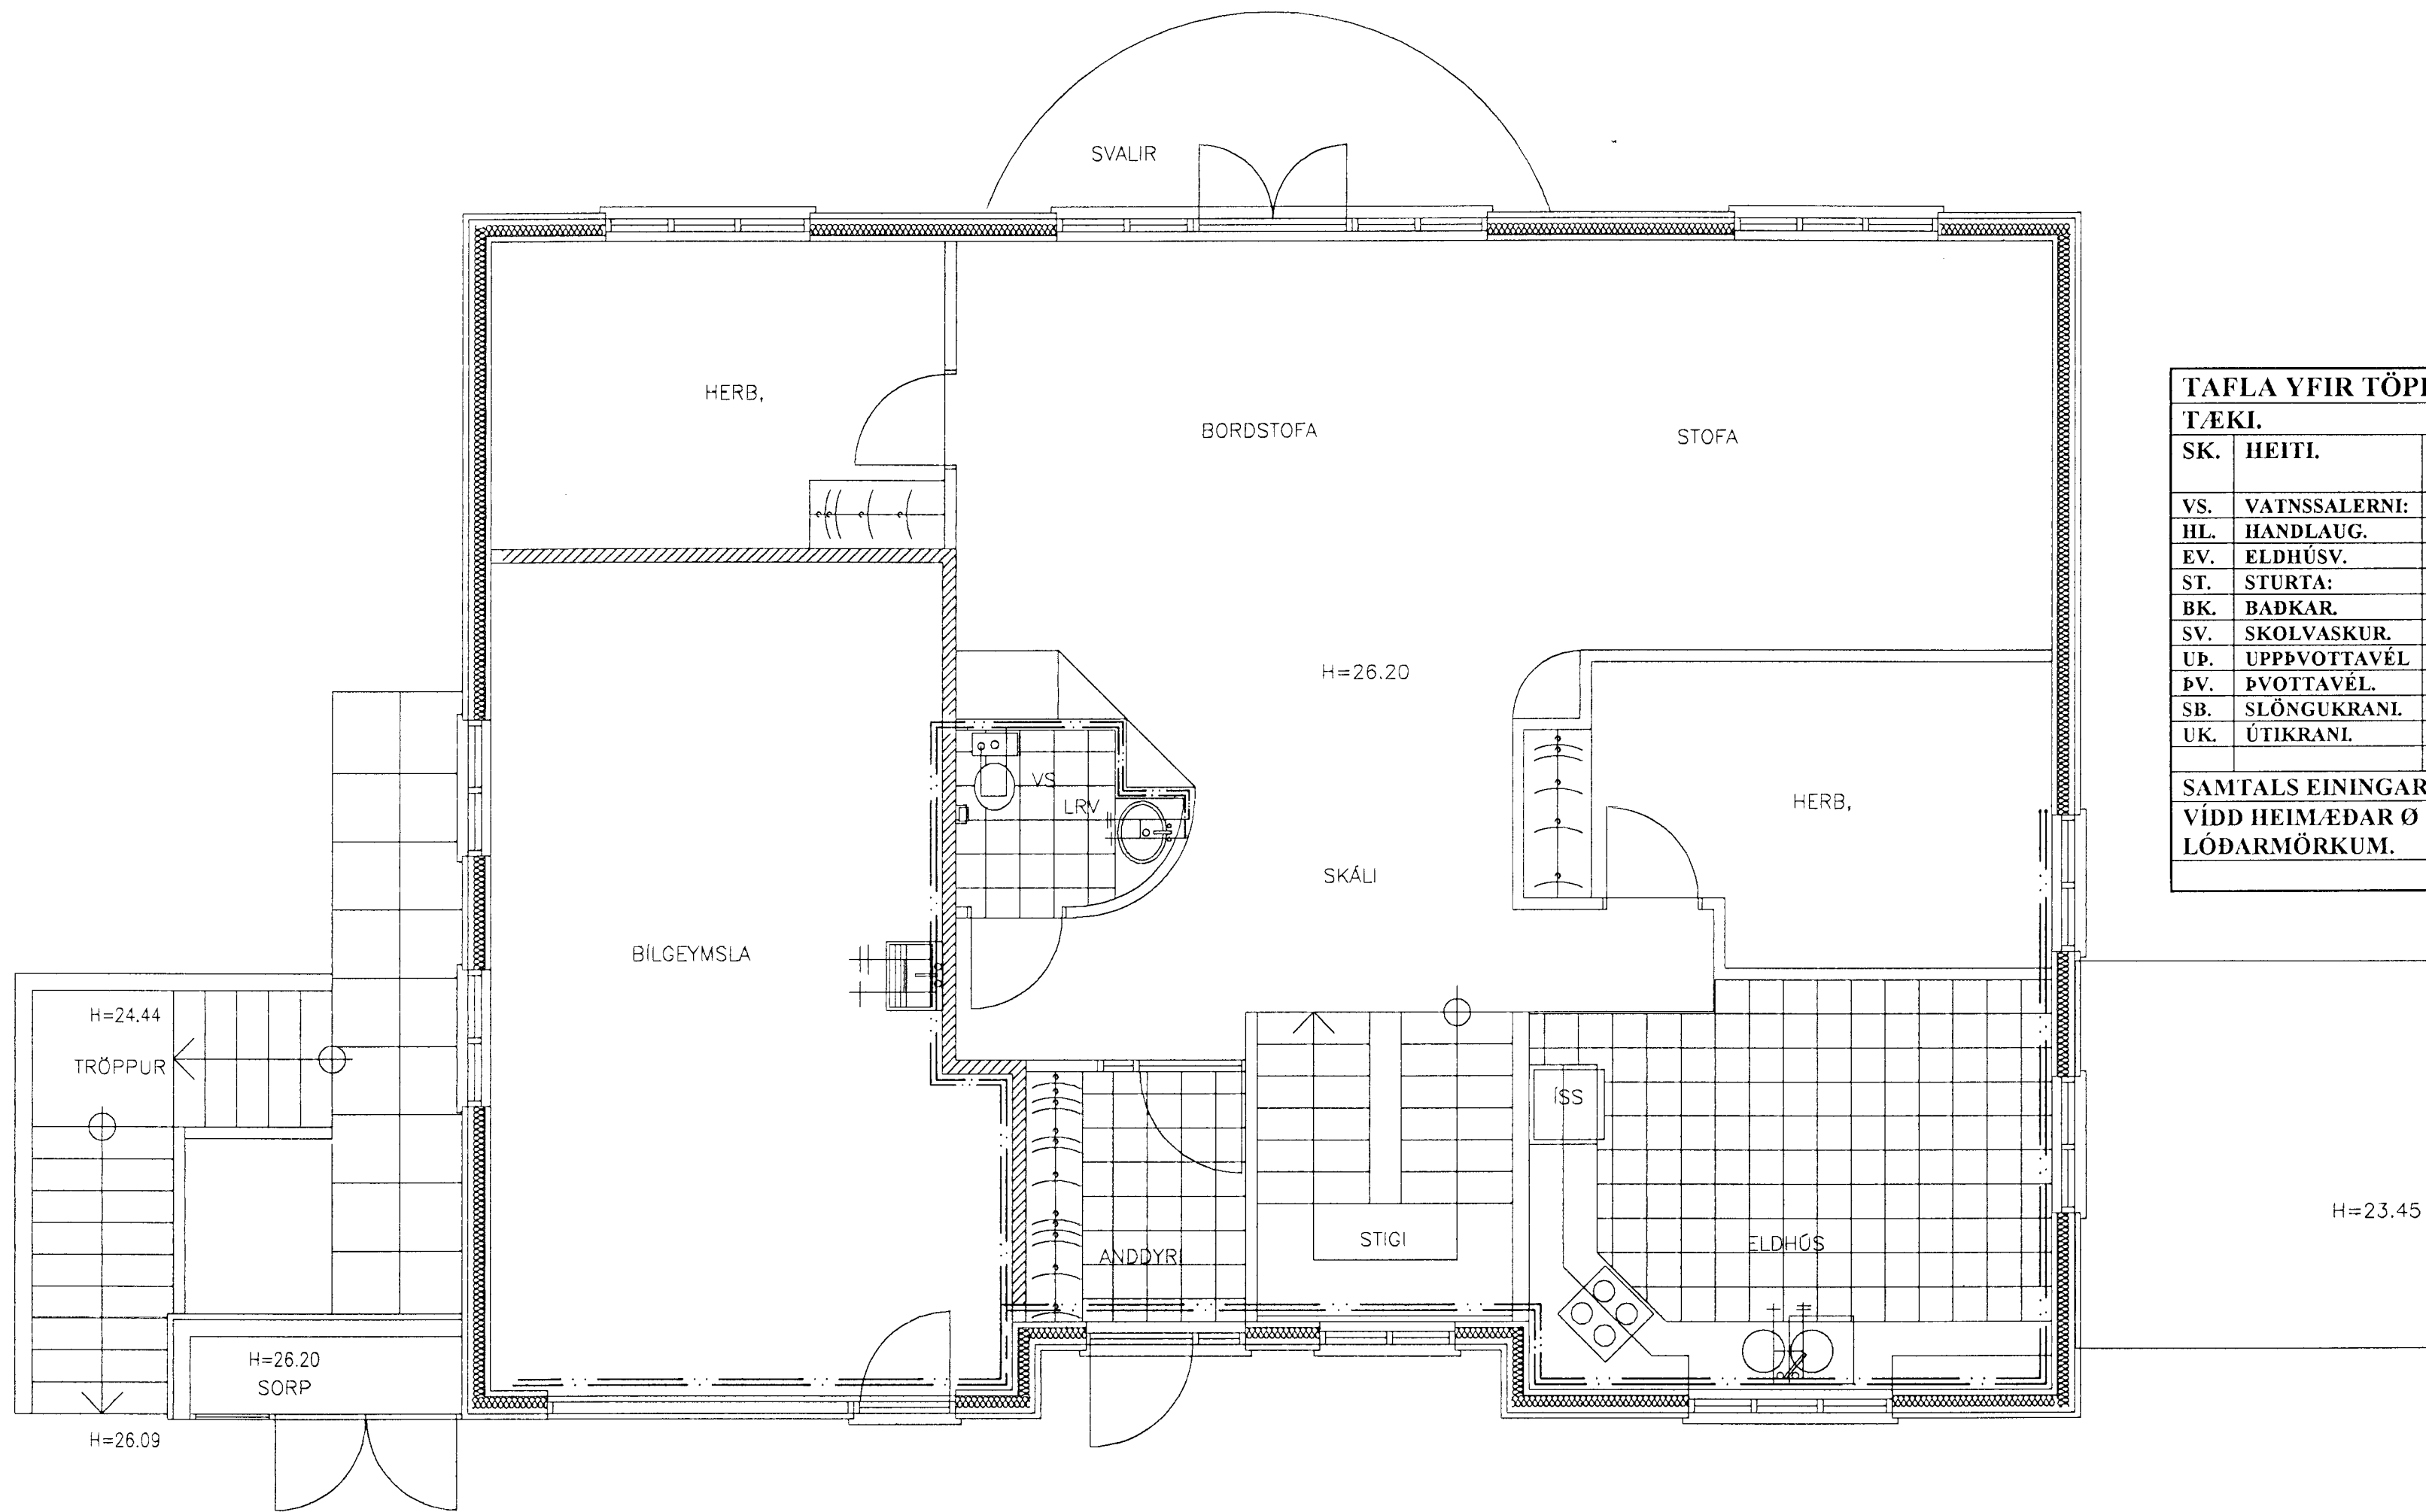 SVALIR
HERB,
BORDSTOFA
STOFA
H=26.20
VS
LRV
HERB,
SKÁLI
BÍLGEYMSLA
H=24.44
TRÖPPUR
ÍSS
ANDDYRI
STIGI
ELDHÚS
H=23.45
H=26.20
SORP
H=26.09
TAFLA YFIR TÖP
TÆKI.
SK. HEITI.
VS. VATNSSALERNI:
HL. HANDLAUG.
EV. ELDHÚSV.
ST. STURTA:
BK. BAÐKAR.
SV. SKOLVASKUR.
UÞ. UPPÞVOTTAVÉL
ÞV. ÞVOTTAVÉL.
SB. SLÖNGUKRANI.
UK. ÚTIKRANI.
SAMTALS EININGAR
VÍDD HEIMÆÐAR Ø
LÓÐARMÖRKUM.